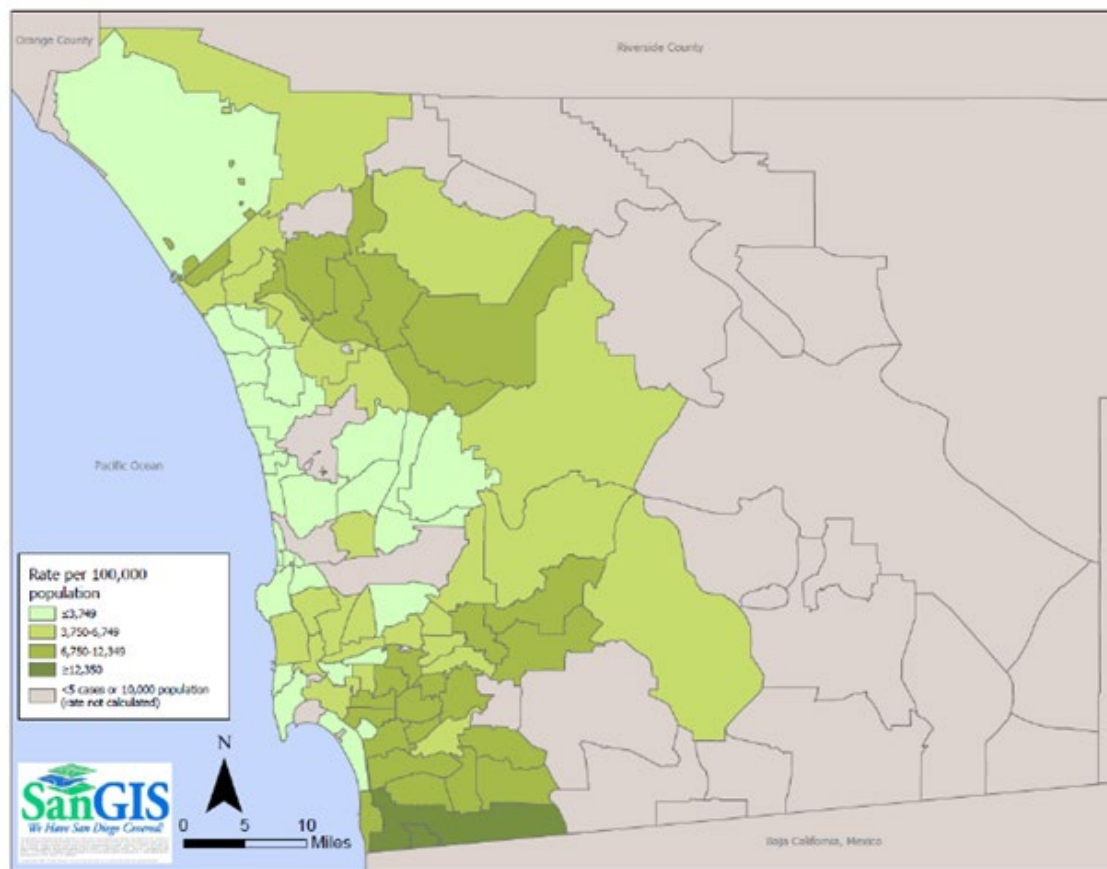 Orange County
Riverside County
Pacific Ocean
Rate per 100,000
population
≤3,749
3,750-6,749
6,750-12,349
≥12,350
<5 cases or 10,000 population
(rate not calculated)
N
SanGIS
We Have San Diego Covered!
0 5 10
Miles
Baja California, Mexico